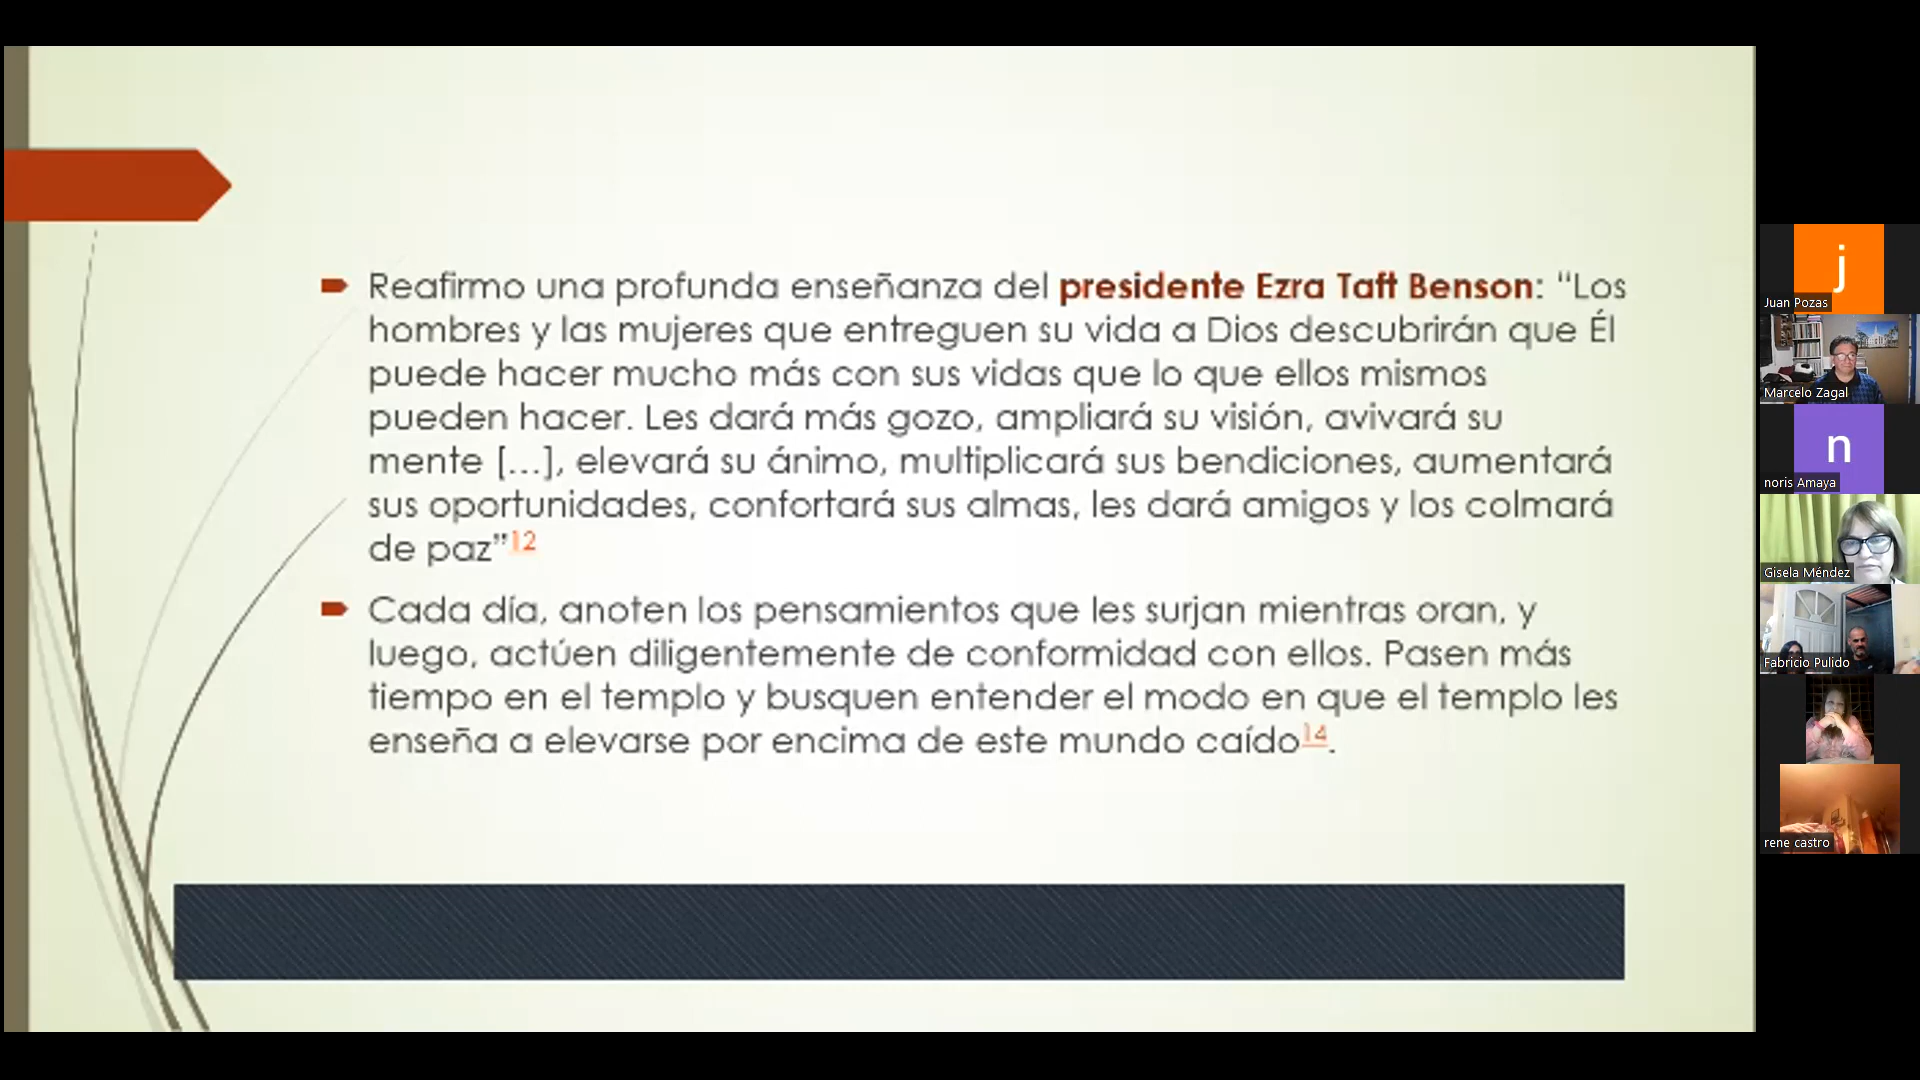 Reafirmo una profunda enseñanza del presidente Ezra Taft Benson: “Los
hombres y las mujeres que entreguen su vida a Dios descubrirán que Él
puede hacer mucho más con sus vidas que lo que ellos mismos
pueden hacer. Les dará más gozo, ampliará su visión, avivará su
mente [...], elevará su ánimo, multiplicará sus bendiciones, aumentará
sus oportunidades, confortará sus almas, les dará amigos y los colmará
de paz”12
Cada día, anoten los pensamientos que les surjan mientras oran, y
luego, actúen diligentemente de conformidad con ellos. Pasen más
tiempo en el templo y busquen entender el modo en que el templo les
enseña a elevarse por encima de este mundo caído14.
j
Juan Pozas
Marcelo Zagal
n
noris Amaya
Gisela Méndez
Fabricio Pulido
rene castro